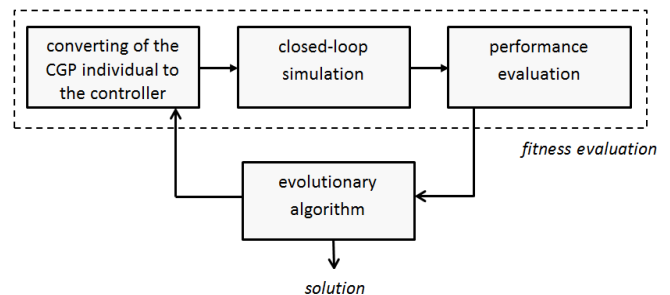 converting of the
CGP individual to
the controller
closed-loop
simulation
performance
evaluation
fitness evaluation
evolutionary
algorithm
solution